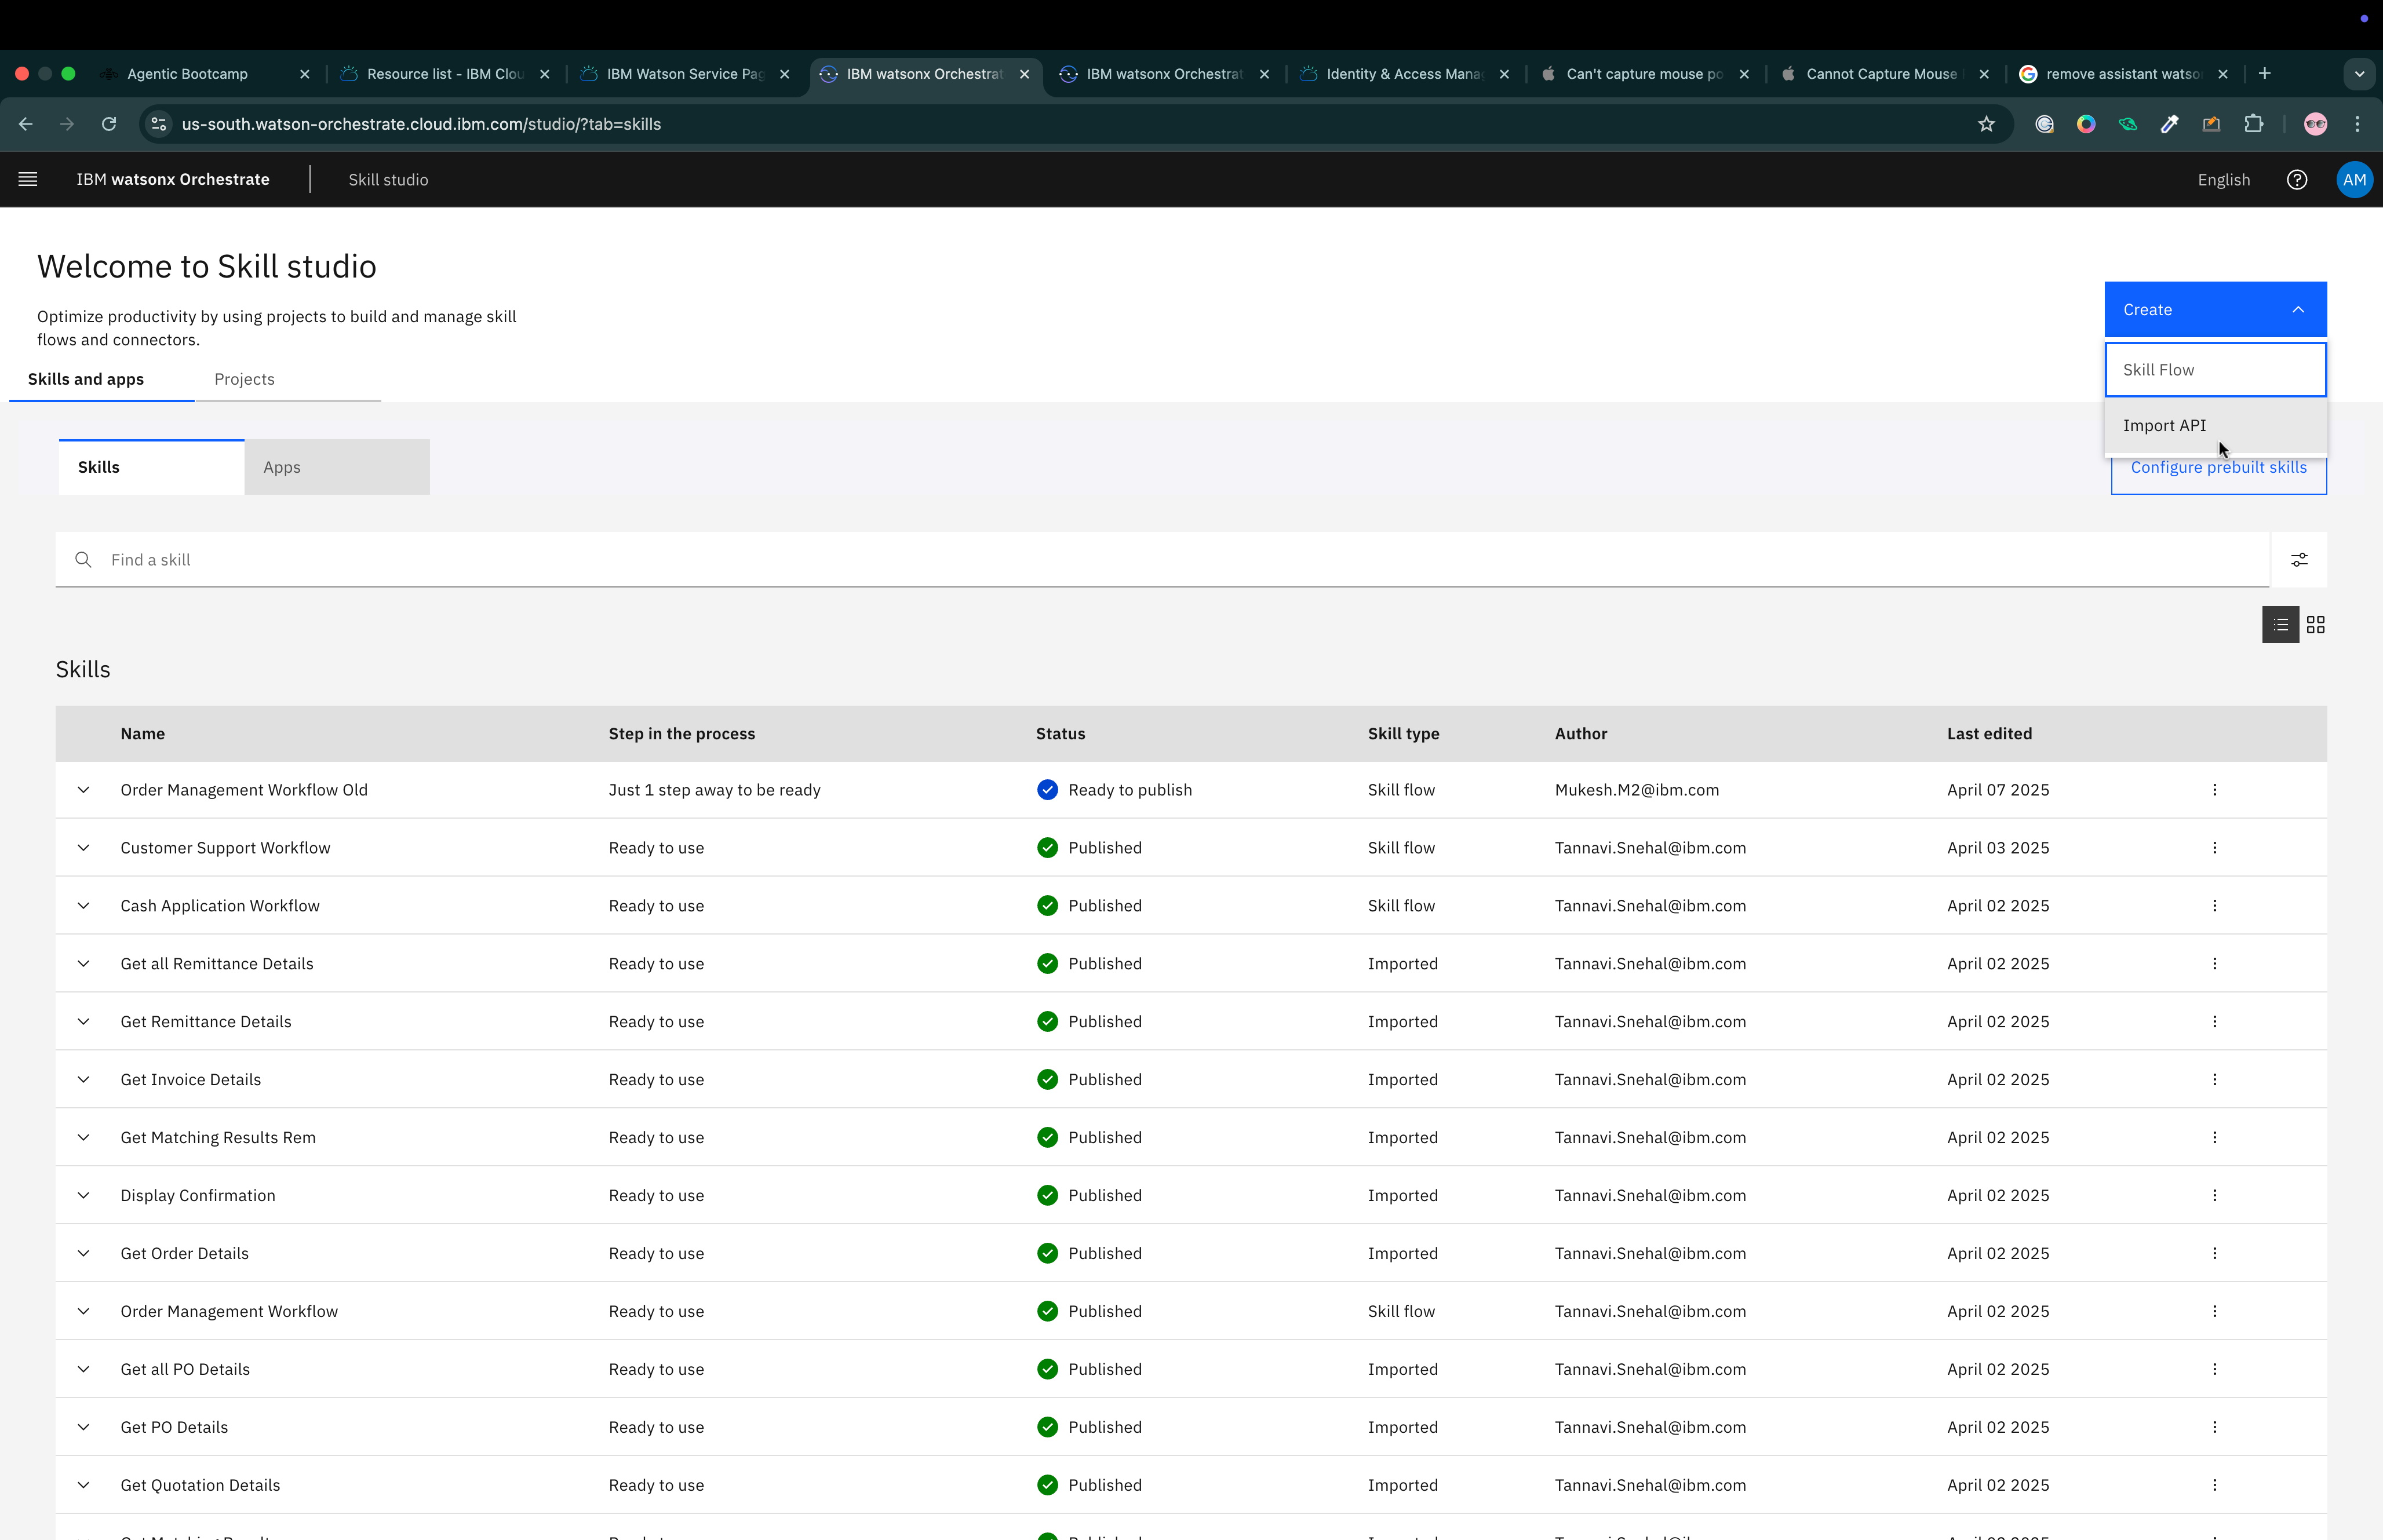 Agentic Bootcamp
Resource list - IBM Clou
IBM Watson Service Pag
IBM watsonx Orchestrat
IBM watsonx Orchestrat
Identity & Access Mana
Can't capture mouse po
Cannot Capture Mouse
remove assistant watso
us-south.watson-orchestrate.cloud.ibm.com/studio/?tab=skills
IBM watsonx Orchestrate
Skill studio
English
AM
Welcome to Skill studio
Optimize productivity by using projects to build and manage skill
flows and connectors.
Create
Skill Flow
Import API
Skills and apps
Projects
Skills
Apps
Configure prebuilt skills
Find a skill
Skills
Name Step in the process Status Skill type Author Last edited
Order Management Workflow Old Just 1 step away to be ready Ready to publish Skill flow Mukesh.M2@ibm.com April 07 2025
Customer Support Workflow Ready to use Published Skill flow Tannavi.Snehal@ibm.com April 03 2025
Cash Application Workflow Ready to use Published Skill flow Tannavi.Snehal@ibm.com April 02 2025
Get all Remittance Details Ready to use Published Imported Tannavi.Snehal@ibm.com April 02 2025
Get Remittance Details Ready to use Published Imported Tannavi.Snehal@ibm.com April 02 2025
Get Invoice Details Ready to use Published Imported Tannavi.Snehal@ibm.com April 02 2025
Get Matching Results Rem Ready to use Published Imported Tannavi.Snehal@ibm.com April 02 2025
Display Confirmation Ready to use Published Imported Tannavi.Snehal@ibm.com April 02 2025
Get Order Details Ready to use Published Imported Tannavi.Snehal@ibm.com April 02 2025
Order Management Workflow Ready to use Published Skill flow Tannavi.Snehal@ibm.com April 02 2025
Get all PO Details Ready to use Published Imported Tannavi.Snehal@ibm.com April 02 2025
Get PO Details Ready to use Published Imported Tannavi.Snehal@ibm.com April 02 2025
Get Quotation Details Ready to use Published Imported Tannavi.Snehal@ibm.com April 02 2025